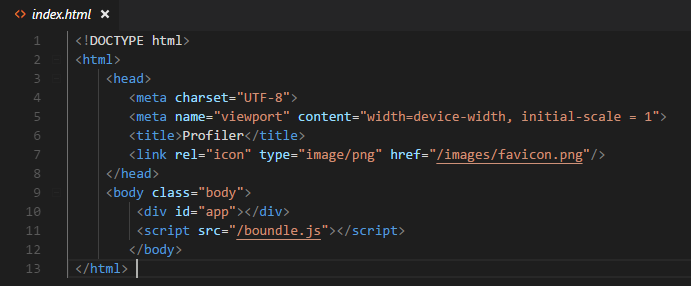 <> index.html ×
1 <!DOCTYPE html>
2 <html>
3 <head>
4 <meta charset="UTF-8">
5 <meta name="viewport" content="width=device-width, initial-scale = 1">
6 <title>Profiler</title>
7 <link rel="icon" type="image/png" href="/images/favicon.png"/>
8 </head>
9 <body class="body">
10 <div id="app"></div>
11 <script src="/boundle.js"></script>
12 </body>
13 </html>